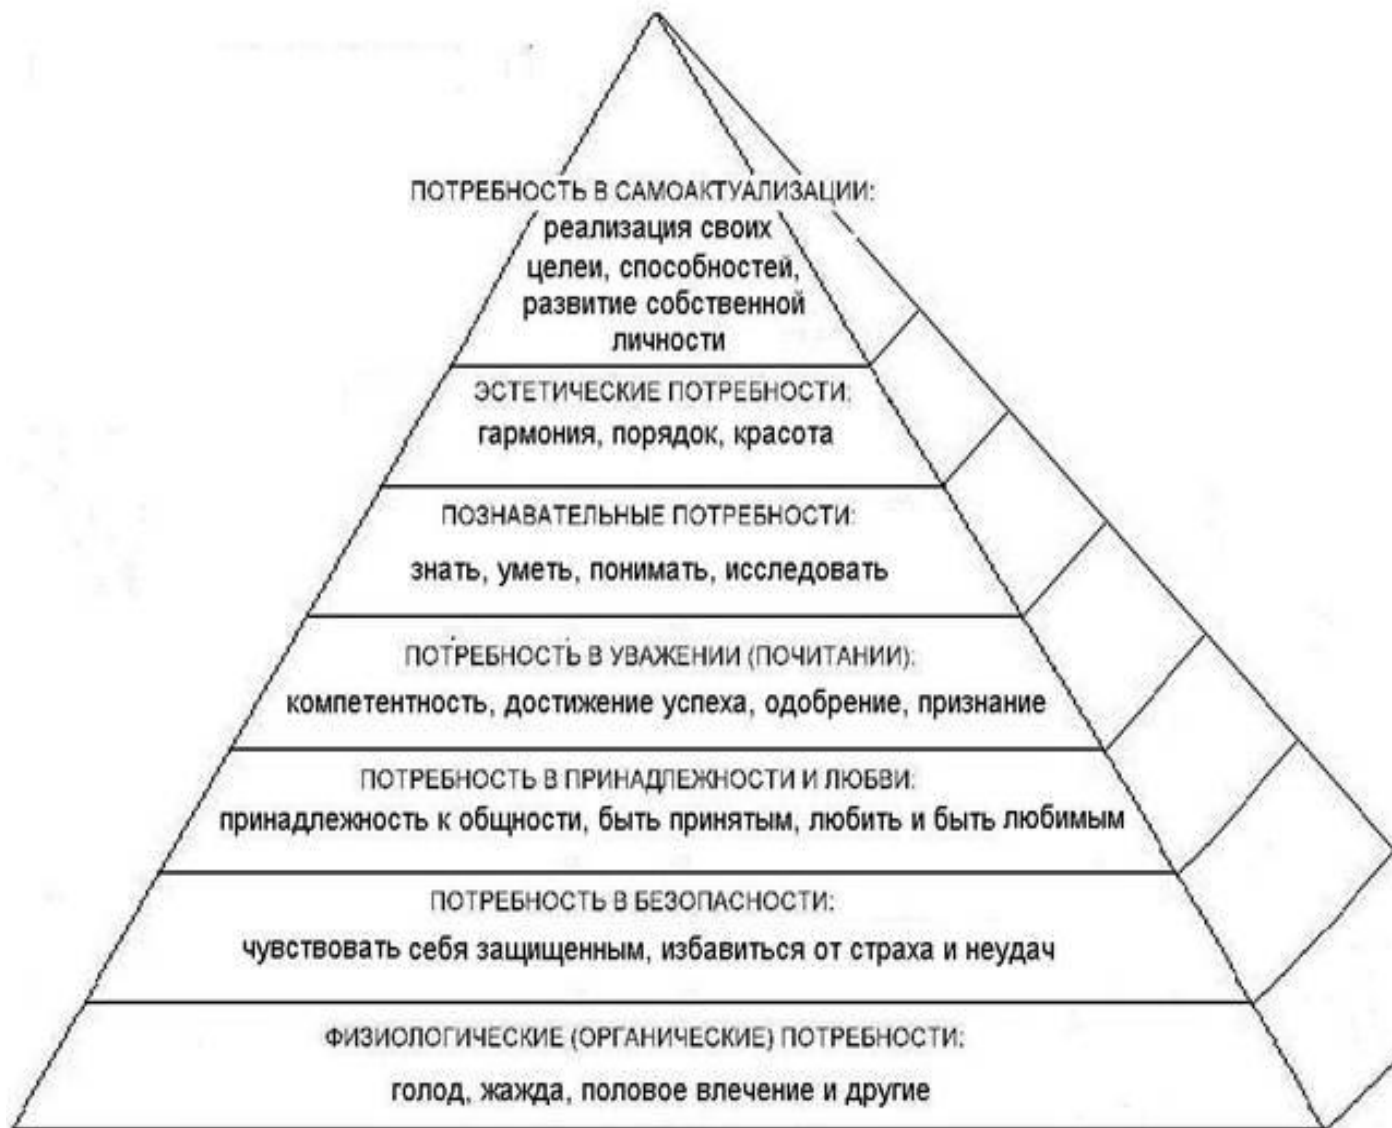 ПОТРЕБНОСТЬ В САМОАКТУАЛИЗАЦИИ:
реализация своих
целеи, способностей,
развитие собственной
личности
ЭСТЕТИЧЕСКИЕ ПОТРЕБНОСТИ:
гармония, порядок, красота
ПОЗНАВАТЕЛЬНЫЕ ПОТРЕБНОСТИ:
знать, уметь, понимать, исследовать
ПОТРЕБНОСТЬ В УВАЖЕНИИ (ПОЧИТАНИИ):
компетентность, достижение успеха, одобрение, признание
ПОТРЕБНОСТЬ В ПРИНАДЛЕЖНОСТИ И ЛЮБВИ:
принадлежность к общности, быть принятым, любить и быть любимым
ПОТРЕБНОСТЬ В БЕЗОПАСНОСТИ:
чувствовать себя защищенным, избавиться от страха и неудач
ФИЗИОЛОГИЧЕСКИЕ (ОРГАНИЧЕСКИЕ) ПОТРЕБНОСТИ:
голод, жажда, половое влечение и другие